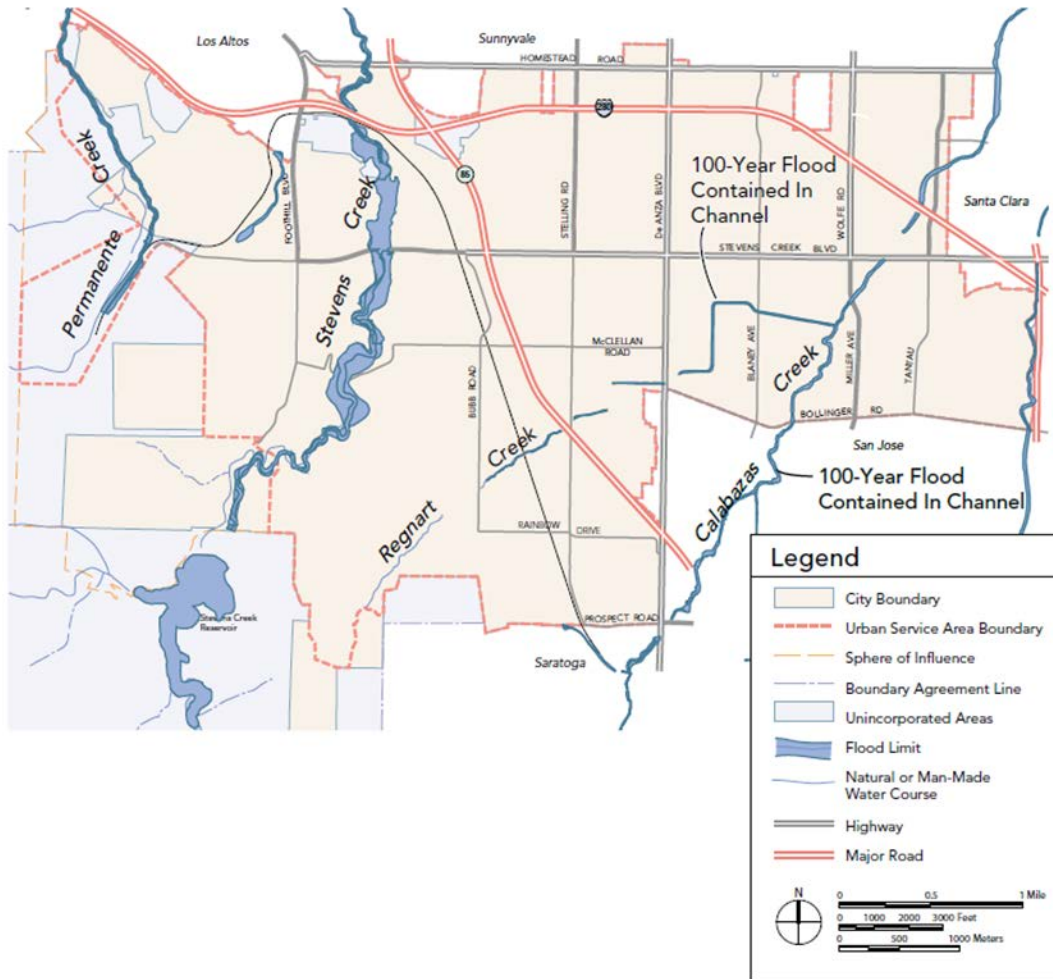 Los Altos
Sunnyvale
HOMESTEAD ROAD
280
Creek
Permanente
FOOTHILL BLVD
Creek
Stevens
85
STELLING RD
De ANZA BLVD
100-Year Flood
Contained In
Channel
WOLFE RD
Santa Clara
STEVENS CREEK BLVD
McCLELLAN
ROAD
BUBB ROAD
BLANEY AVE
Creek
MILLER AVE
TANTAU
BOLLINGER RD
San Jose
Creek
Calabazas
100-Year Flood
Contained In Channel
Regnart
RAINBOW DRIVE
PROSPECT ROAD
Saratoga
Stevens Creek
Reservoir
Legend
City Boundary
Urban Service Area Boundary
Sphere of Influence
Boundary Agreement Line
Unincorporated Areas
Flood Limit
Natural or Man-Made
Water Course
Highway
Major Road
N
0 0.5 1 Mile
0 1000 2000 3000 Feet
0 500 1000 Meters